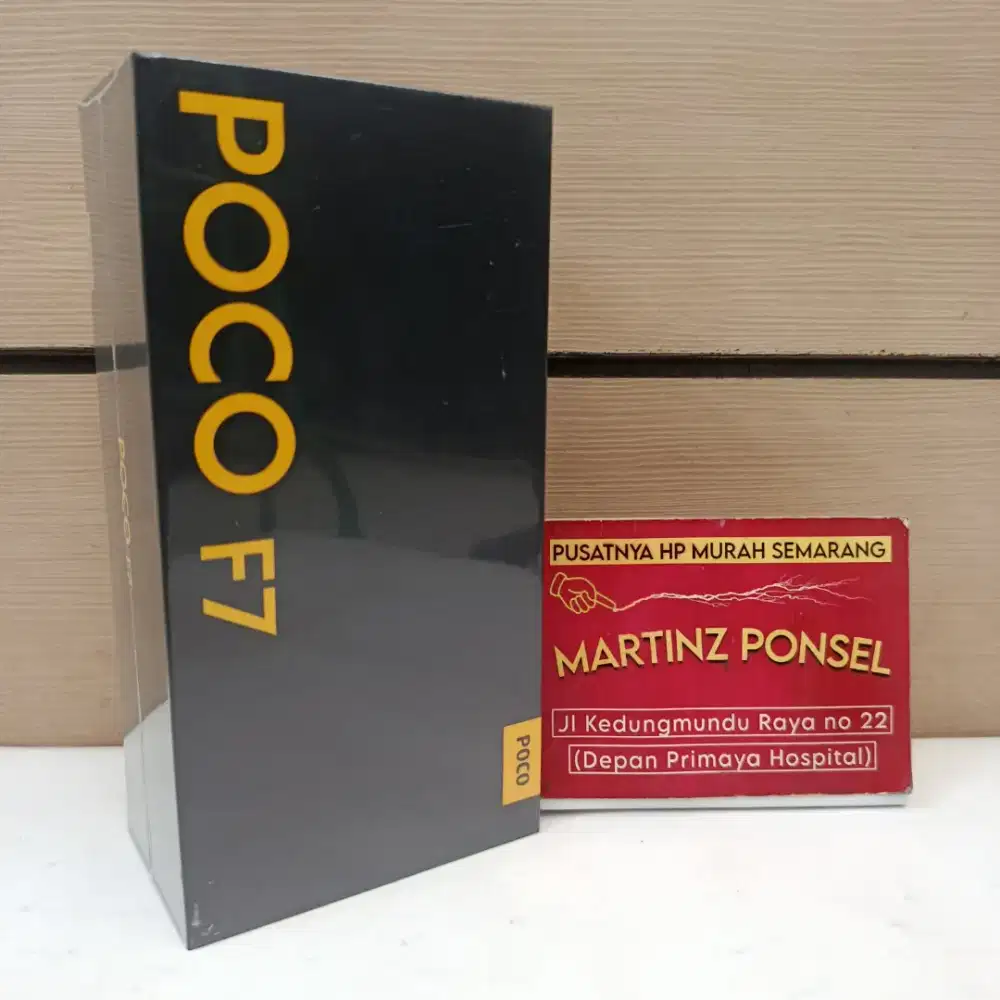 POCO F7
POCO
PUSATNYA HP MURAH SEMARANG
MARTINZ PONSEL
Jl Kedungmundu Raya no 22
(Depan Primaya Hospital)